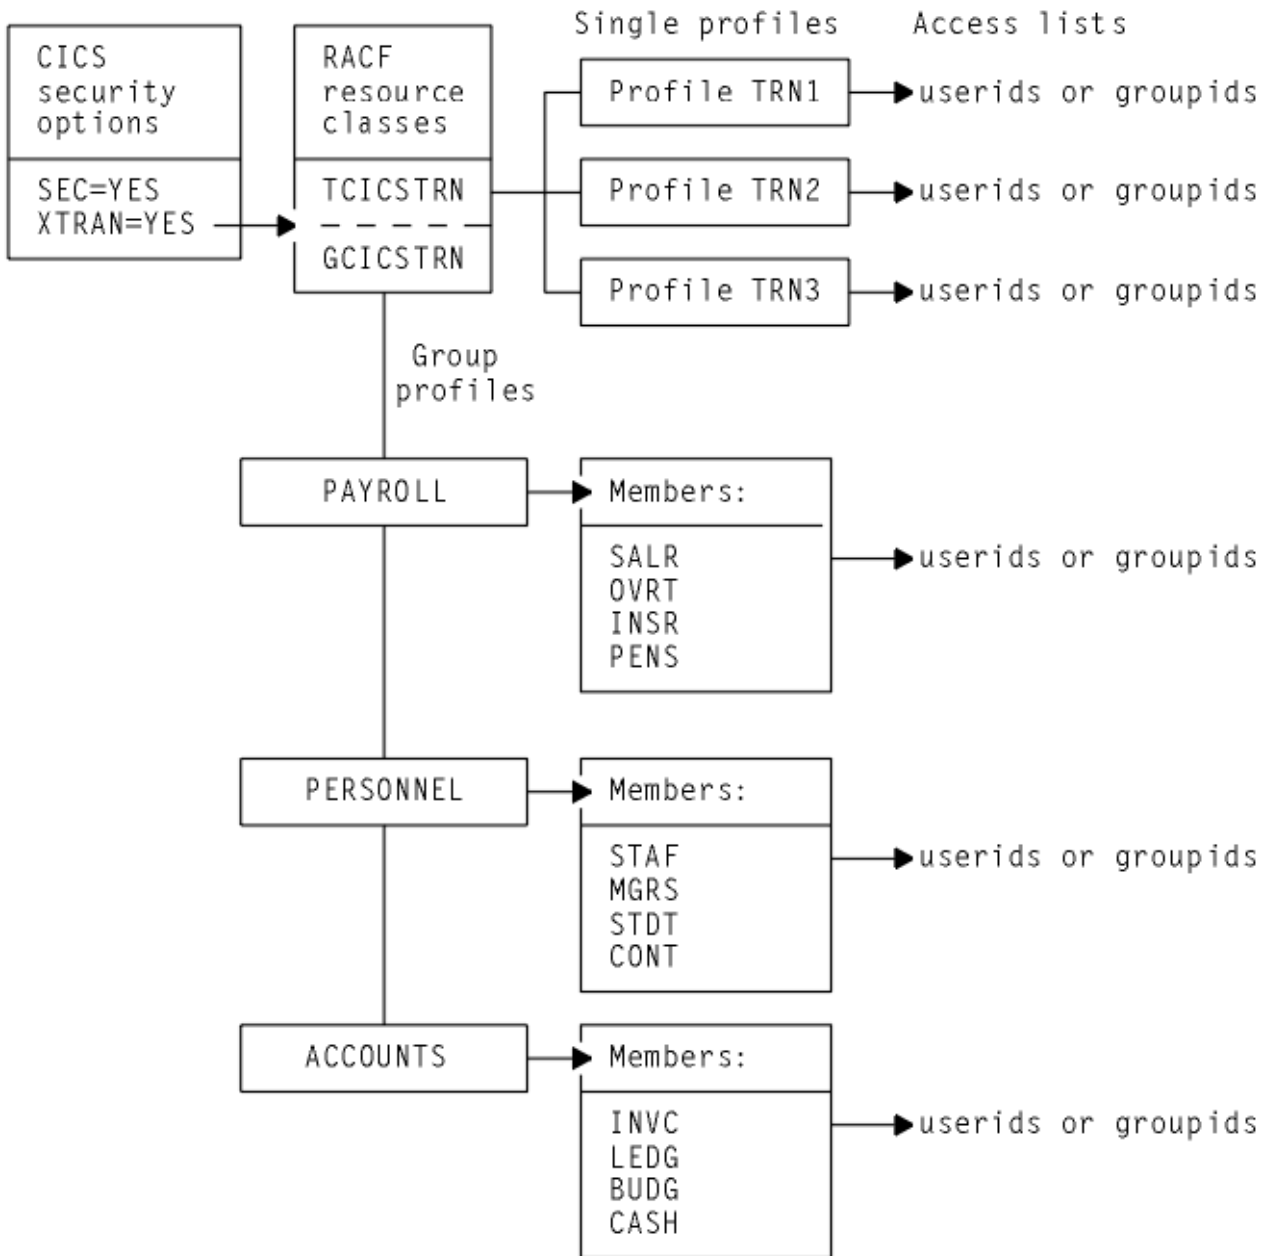 Single profiles
Access lists
CICS
security
options
SEC=YES
XTRAN=YES
RACF
resource
classes
TCICSTRN
GCICSTRN
Profile TRN1
userids or groupids
Profile TRN2
userids or groupids
Profile TRN3
userids or groupids
Group
profiles
PAYROLL
Members:
SALR
OVRT
INSR
PENS
userids or groupids
PERSONNEL
Members:
STAF
MGRS
STDT
CONT
userids or groupids
ACCOUNTS
Members:
INVC
LEDG
BUDG
CASH
userids or groupids